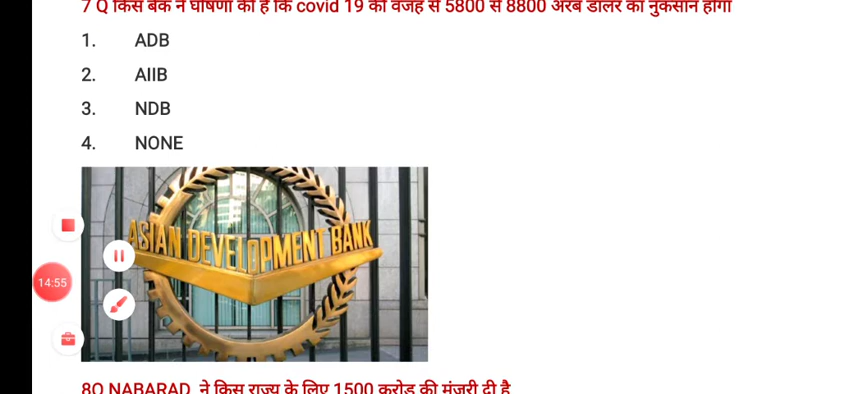 7 Q किस बैंक ने घोषणा की है कि covid 19 की वजह से 5800 से 8800 अरब डॉलर का नुकसान होगा
1. ADB
2. AIIB
3. NDB
4. NONE
ASIAN DEVELOPMENT BANK
14:55
8Q NABARAD ने किस राज्य के लिए 1500 करोड़ की मंजूरी दी है